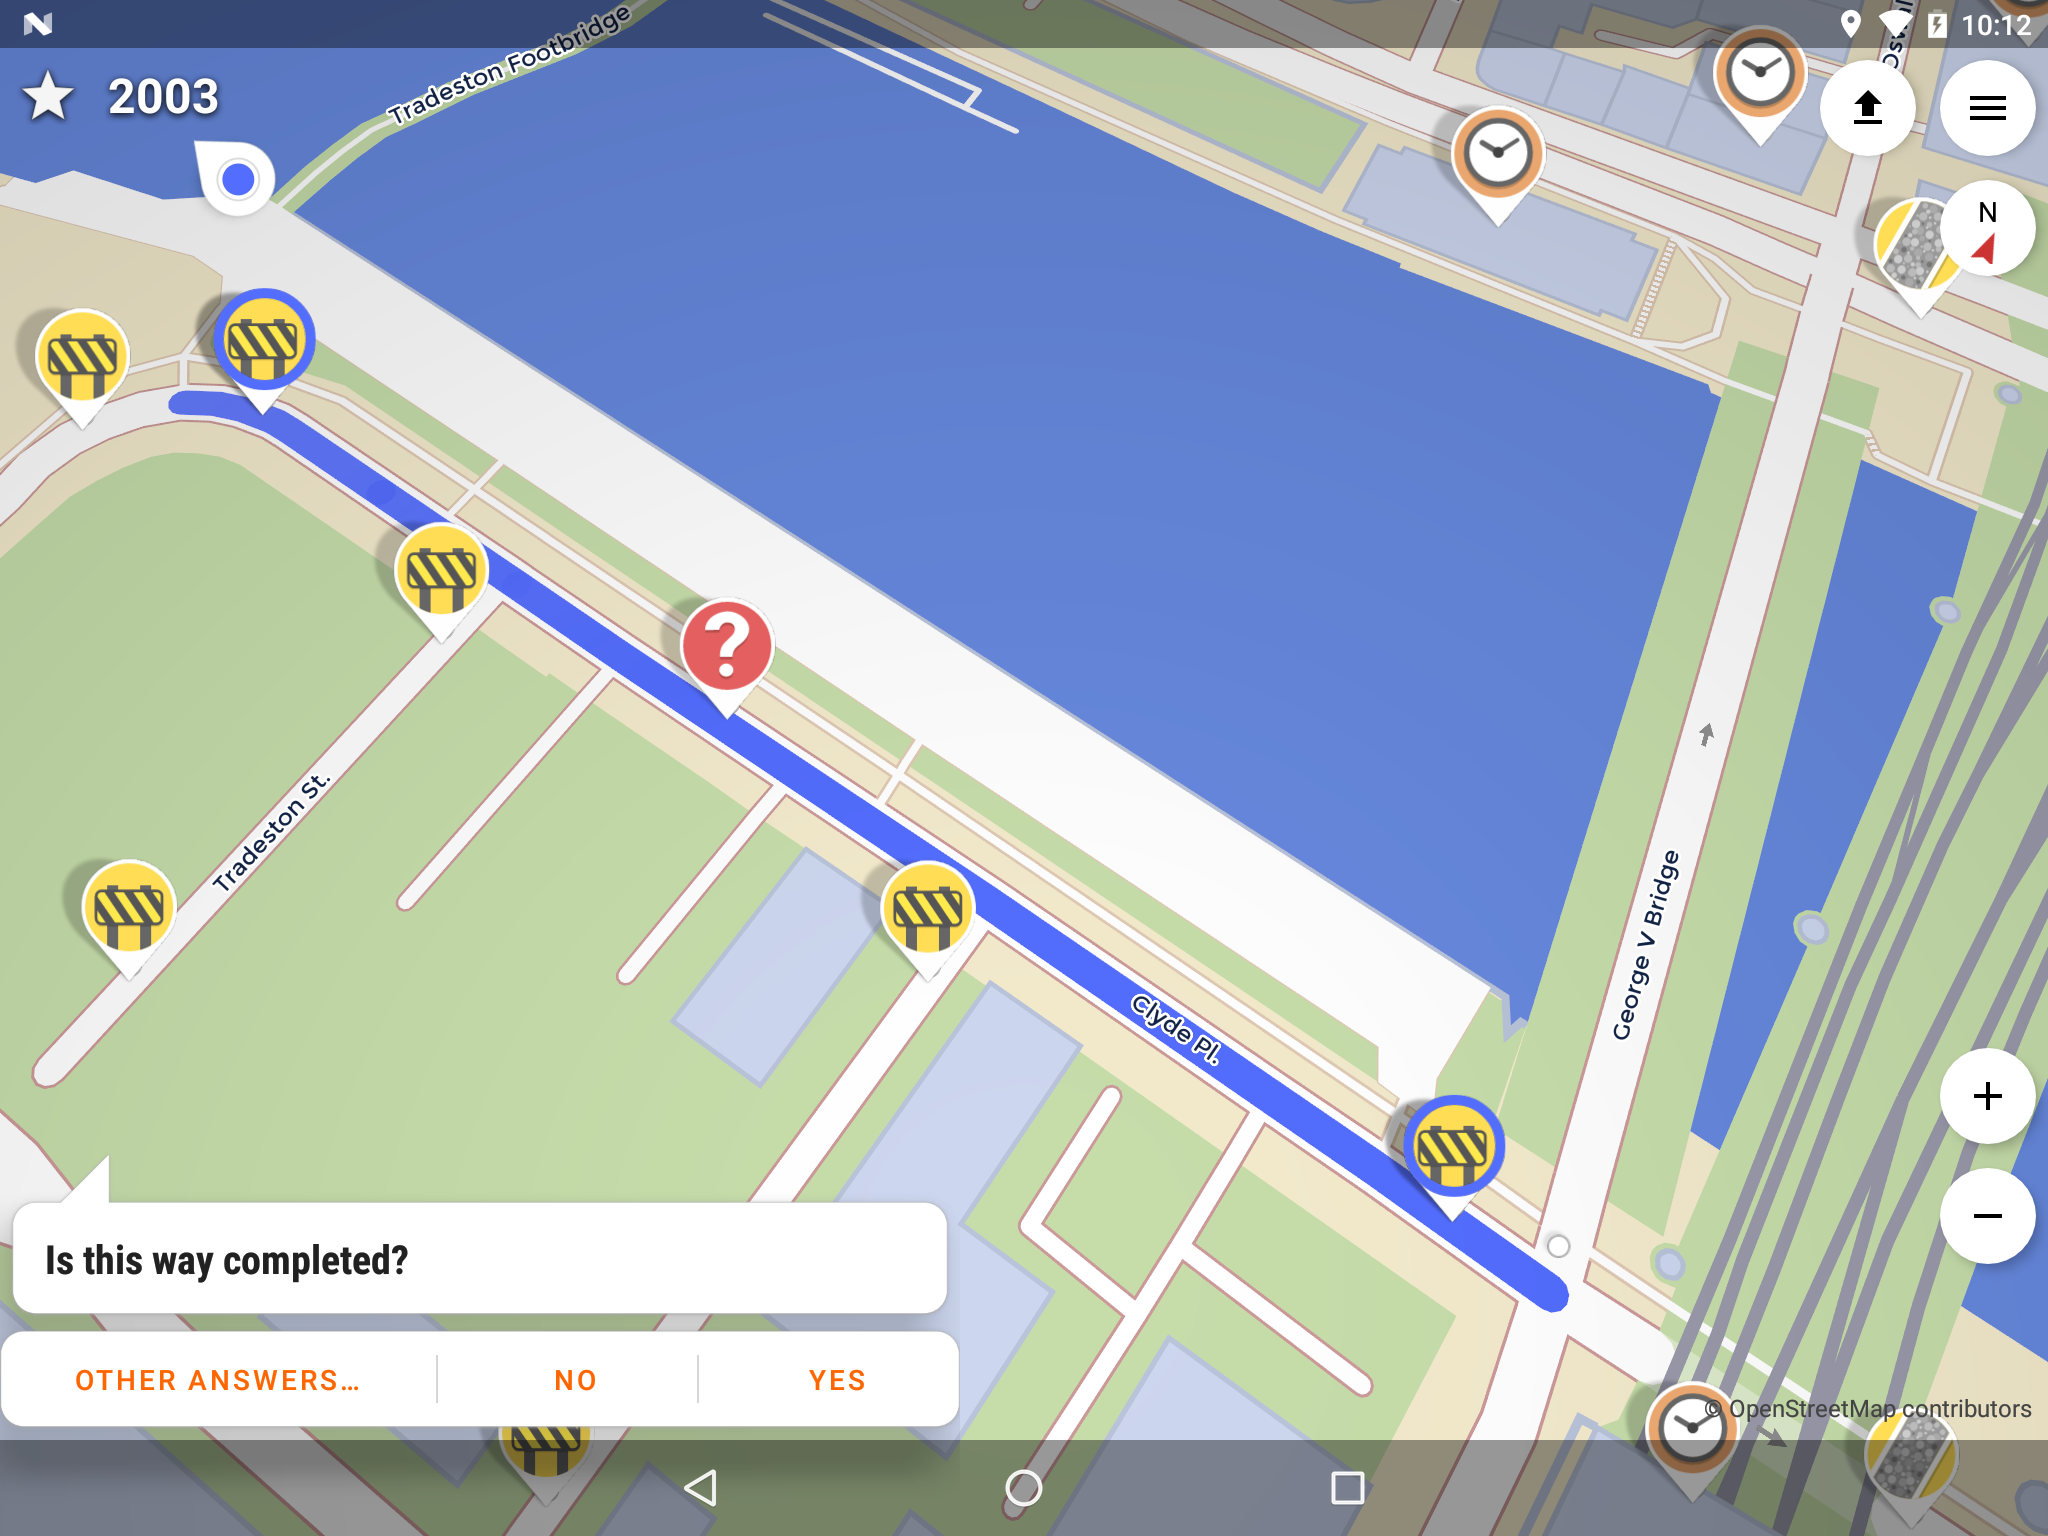 10:12
2003
Tradeston Footbridge
N
Tradeston St.
George V Bridge
Clyde Pl.
?
Is this way completed?
OTHER ANSWERS…
NO
YES
© OpenStreetMap contributors